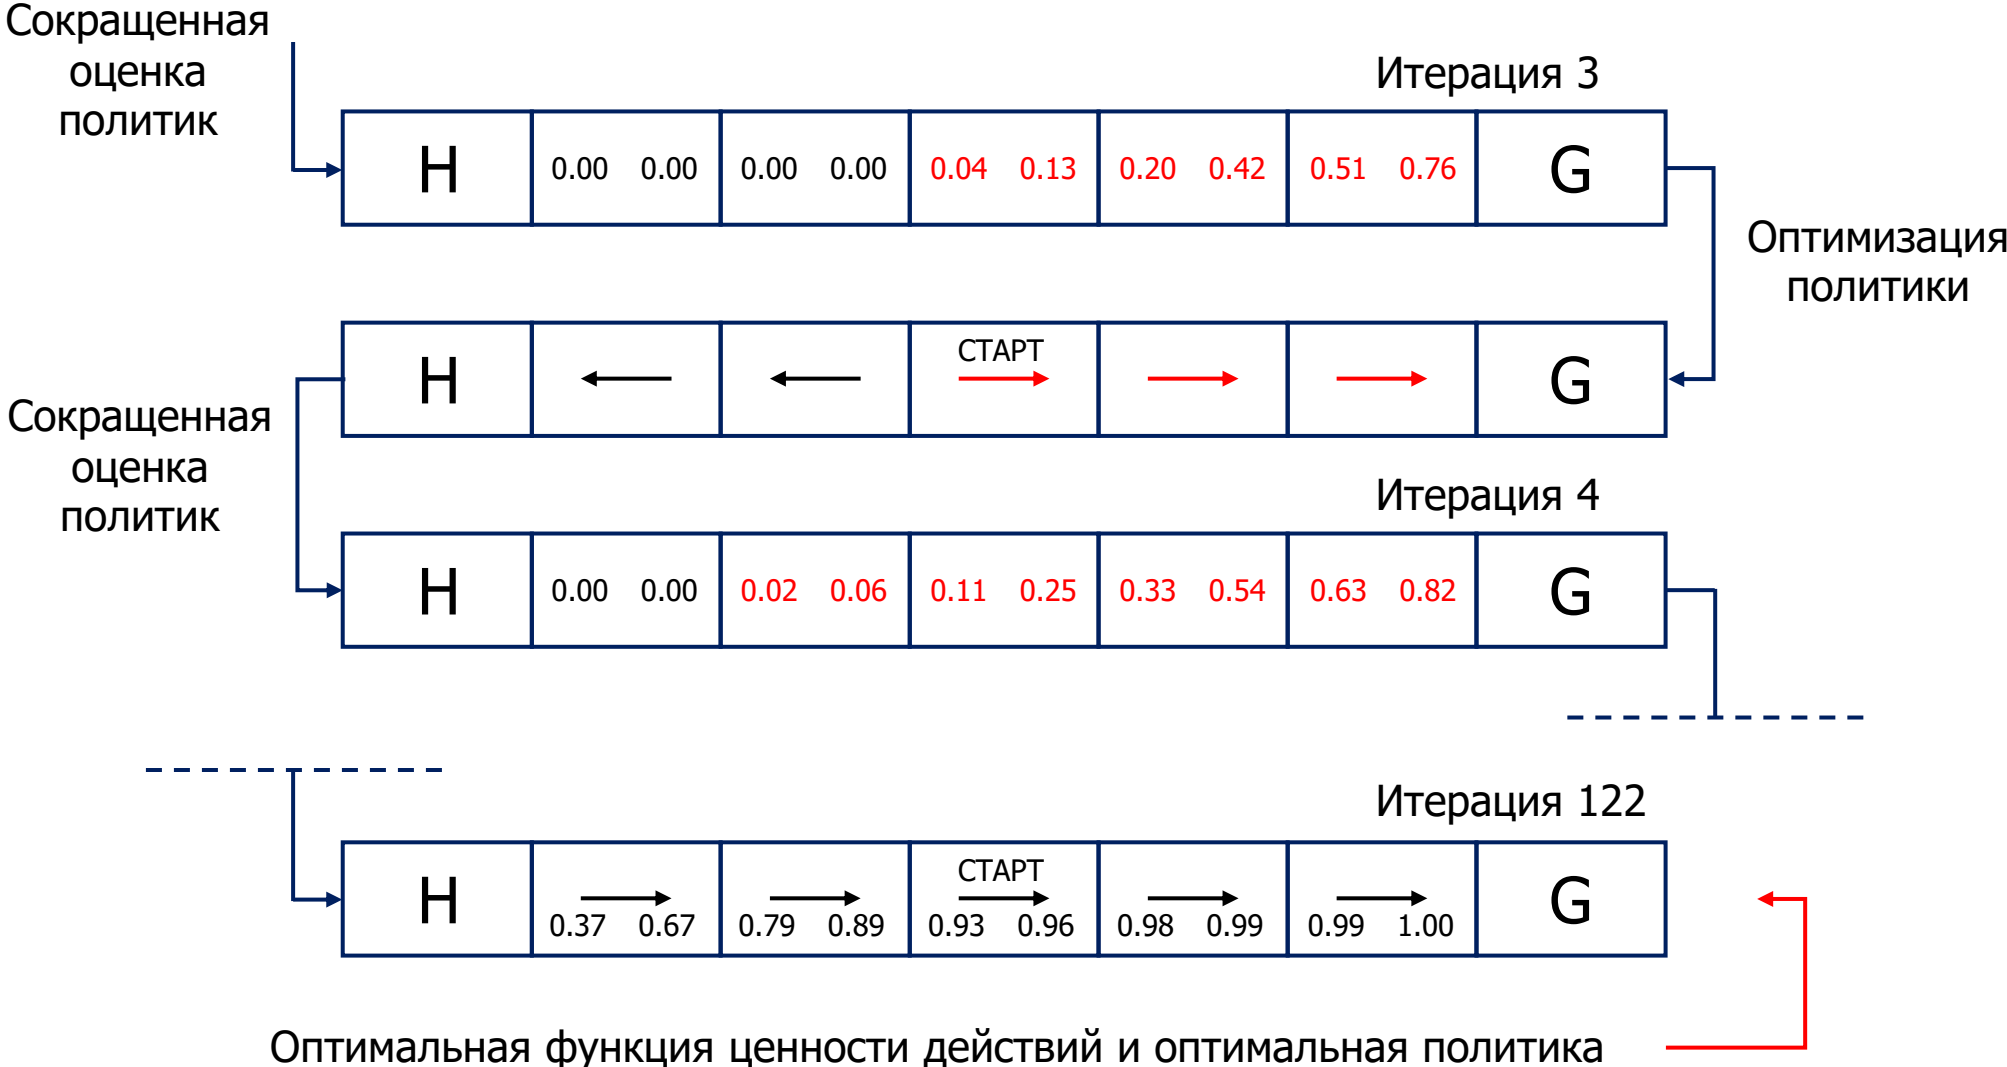 Сокращенная
оценка
политик
Итерация 3
H 0.00 0.00 0.00 0.00 0.04 0.13 0.20 0.42 0.51 0.76 G
Оптимизация
политики
СТАРТ
H G
Сокращенная
оценка
политик
Итерация 4
H 0.00 0.00 0.02 0.06 0.11 0.25 0.33 0.54 0.63 0.82 G
Итерация 122
СТАРТ
H 0.37 0.67 0.79 0.89 0.93 0.96 0.98 0.99 0.99 1.00 G
Оптимальная функция ценности действий и оптимальная политика